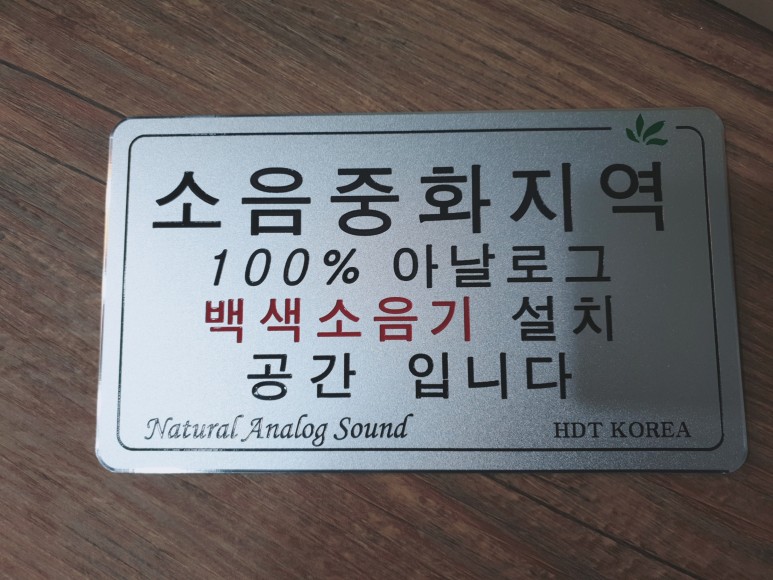 소음중화지역
100% 아날로그
백색소음기 설치
공간 입니다
Natural Analog Sound
HDT KOREA